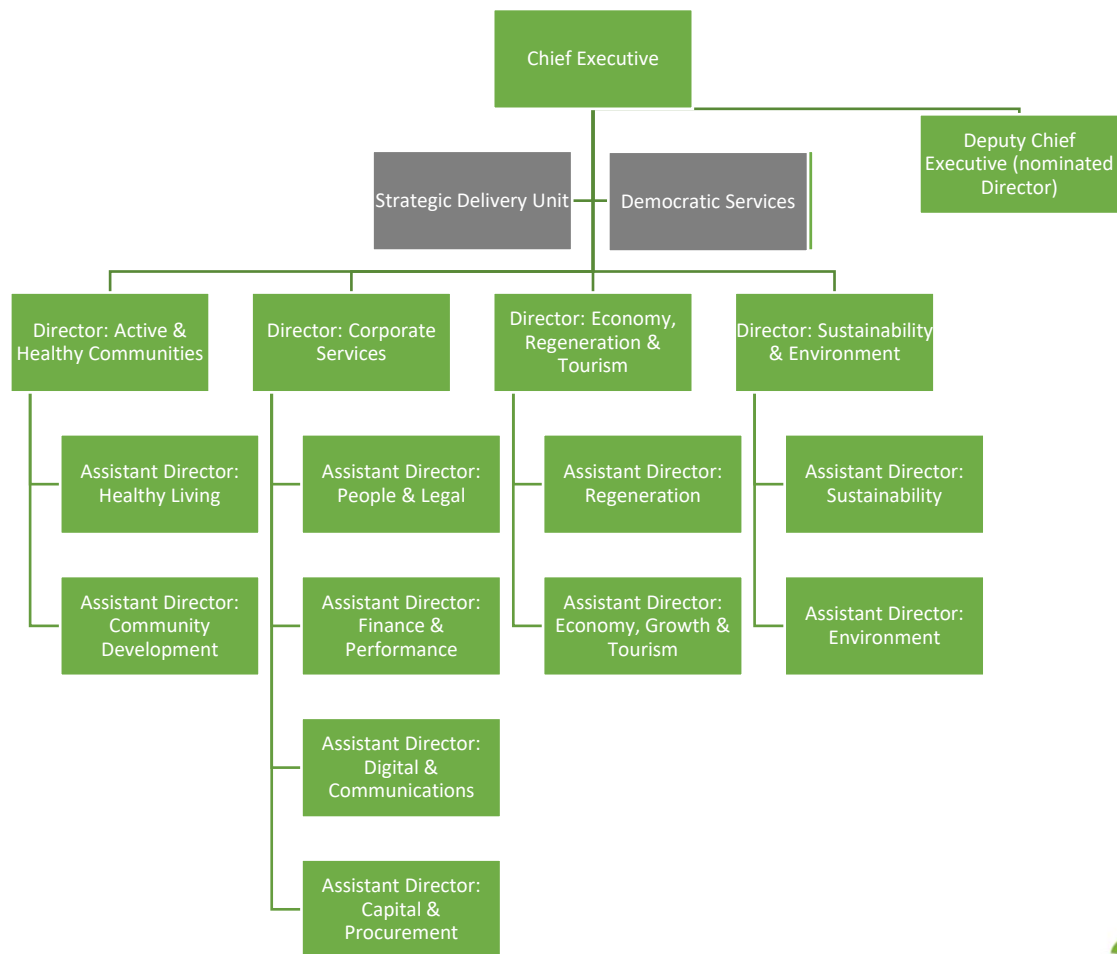 Chief Executive
Deputy Chief
Executive (nominated
Director)
Strategic Delivery Unit
Democratic Services
Director: Active &
Healthy Communities
Director: Corporate
Services
Director: Economy,
Regeneration &
Tourism
Director: Sustainability
& Environment
Assistant Director:
Healthy Living
Assistant Director:
People & Legal
Assistant Director:
Regeneration
Assistant Director:
Sustainability
Assistant Director:
Community
Development
Assistant Director:
Finance &
Performance
Assistant Director:
Economy, Growth &
Tourism
Assistant Director:
Environment
Assistant Director:
Digital &
Communications
Assistant Director:
Capital &
Procurement